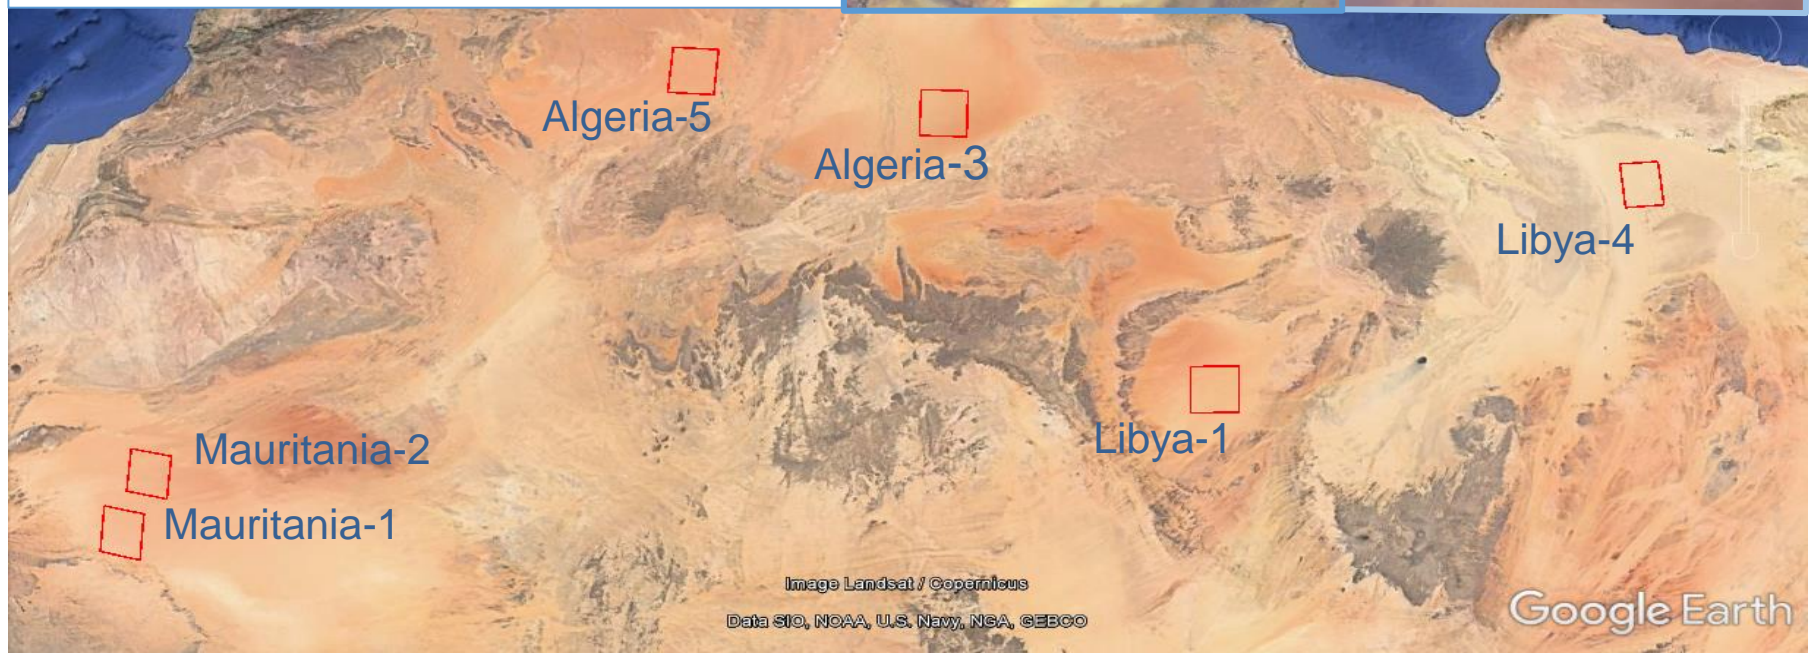 Algeria-5
Algeria-3
Libya-4
Libya-1
Mauritania-2
Mauritania-1
Image Landsat / Copernicus
Data SIO, NOAA, U.S. Navy, NGA, GEBCO
Google Earth